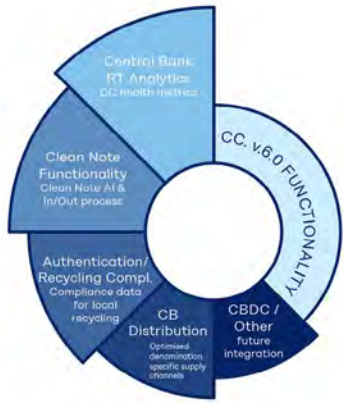 Central Bank
RT Analytics
CC health metrics
CC. v.6.0 FUNCTIONALITY
Clean Note
Functionality
Clean Note AI &
In/Out process
Authentication/
Recycling Compl.
Compliance data
for local
recycling
CB
Distribution
Optimised
denomination
specific supply
channels
CBDC /
Other
future
integration